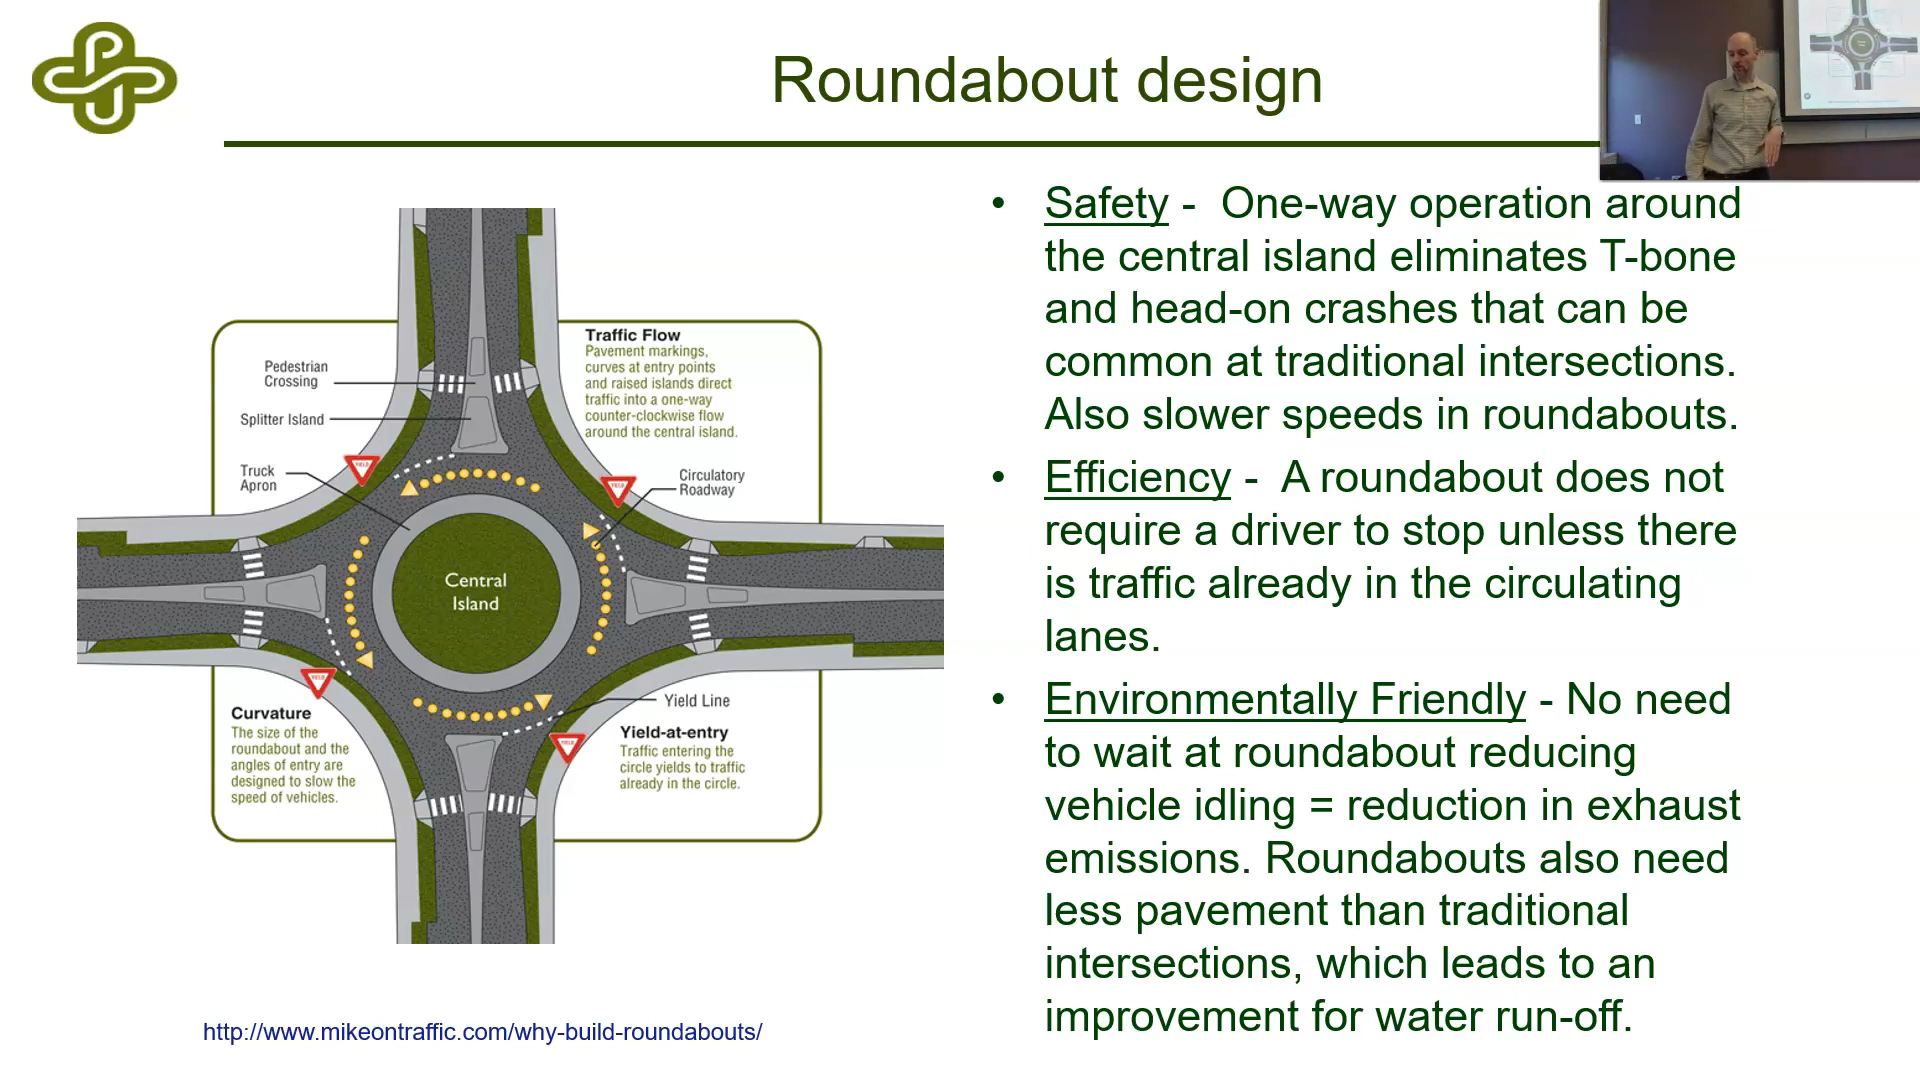 Roundabout design
Pedestrian
Crossing
Splitter Island
Truck
Apron
Traffic Flow
Pavement markings,
curves at entry points
and raised islands direct
traffic into a one-way
counter-clockwise flow
around the central island.
Circulatory
Roadway
YIELD
YIELD
Central
Island
YIELD
YIELD
Curvature
The size of the
roundabout and the
angles of entry are
designed to slow the
speed of vehicles.
Yield Line
Yield-at-entry
Traffic entering the
circle yields to traffic
already in the circle.
http://www.mikeontraffic.com/why-build-roundabouts/
• Safety -  One-way operation around
the central island eliminates T-bone
and head-on crashes that can be
common at traditional intersections.
Also slower speeds in roundabouts.
• Efficiency -  A roundabout does not
require a driver to stop unless there
is traffic already in the circulating
lanes.
• Environmentally Friendly - No need
to wait at roundabout reducing
vehicle idling = reduction in exhaust
emissions. Roundabouts also need
less pavement than traditional
intersections, which leads to an
improvement for water run-off.